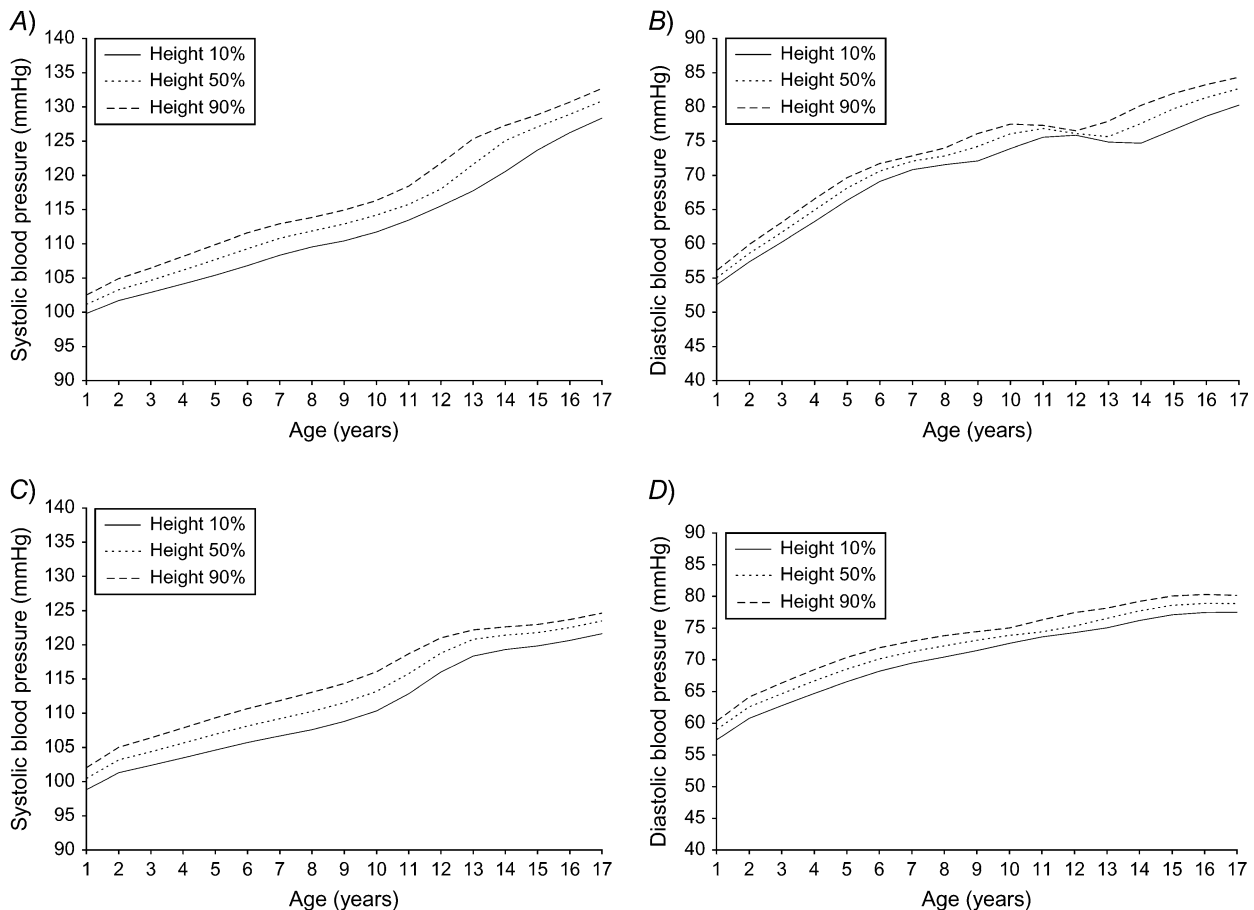 A)
Height 10%
Height 50%
Height 90%
Systolic blood pressure (mmHg)
140
135
130
125
120
115
110
105
100
95
90
1 2 3 4 5 6 7 8 9 10 11 12 13 14 15 16 17
Age (years)
B)
Height 10%
Height 50%
Height 90%
Diastolic blood pressure (mmHg)
90
85
80
75
70
65
60
55
50
45
40
1 2 3 4 5 6 7 8 9 10 11 12 13 14 15 16 17
Age (years)
C)
Height 10%
Height 50%
Height 90%
Systolic blood pressure (mmHg)
140
135
130
125
120
115
110
105
100
95
90
1 2 3 4 5 6 7 8 9 10 11 12 13 14 15 16 17
Age (years)
D)
Height 10%
Height 50%
Height 90%
Diastolic blood pressure (mmHg)
90
85
80
75
70
65
60
55
50
45
40
1 2 3 4 5 6 7 8 9 10 11 12 13 14 15 16 17
Age (years)